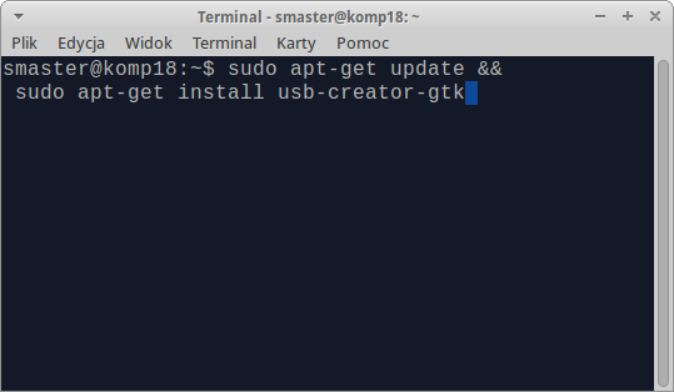 Terminal - smaster@komp18: ~
Plik Edycja Widok Terminal Karty Pomoc
smaster@komp18:~$ sudo apt-get update &&
sudo apt-get install usb-creator-gtk